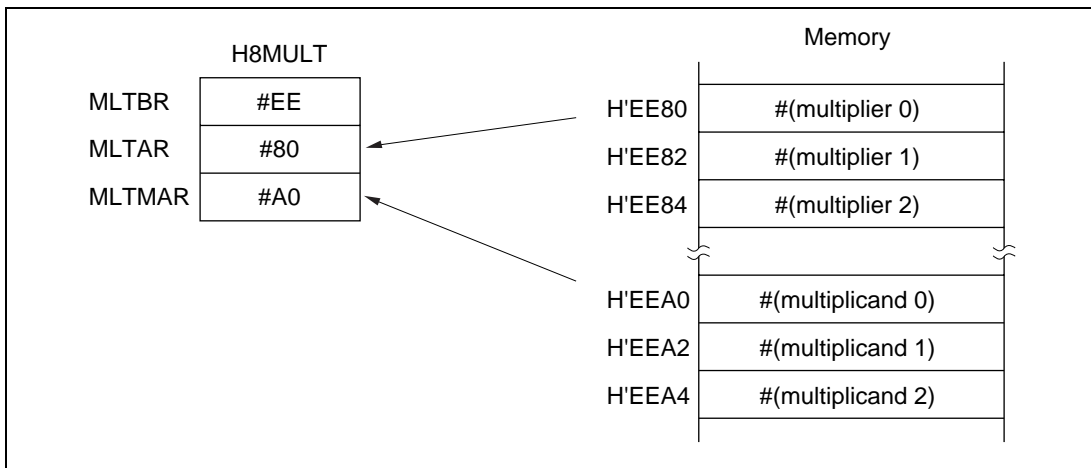 Memory
H8MULT
MLTBR #EE
MLTAR #80
MLTMAR #A0
H'EE80 #(multiplier 0)
H'EE82 #(multiplier 1)
H'EE84 #(multiplier 2)
H'EEA0 #(multiplicand 0)
H'EEA2 #(multiplicand 1)
H'EEA4 #(multiplicand 2)